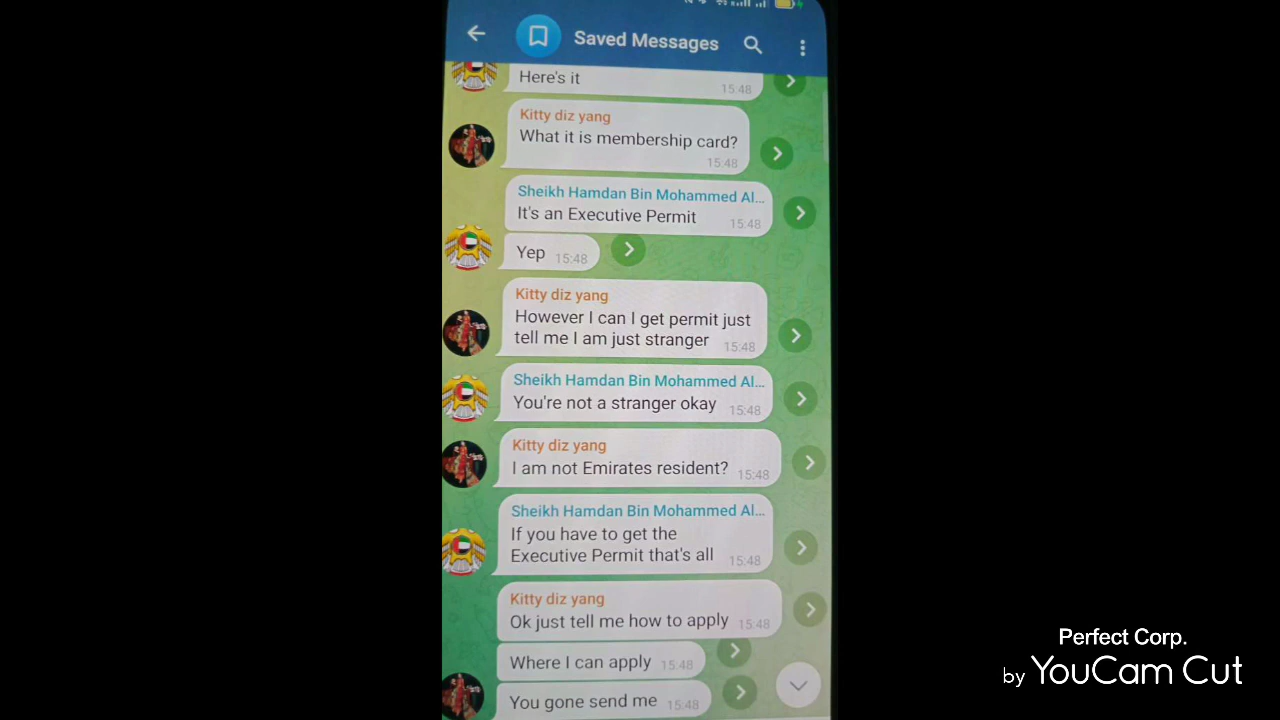 Saved Messages
Here's it
15:48
Kitty diz yang
What it is membership card?
15:48
Sheikh Hamdan Bin Mohammed Al...
It's an Executive Permit
15:48
Yep
15:48
Kitty diz yang
However I can I get permit just
tell me I am just stranger
15:48
Sheikh Hamdan Bin Mohammed Al...
You're not a stranger okay
15:48
Kitty diz yang
I am not Emirates resident?
15:48
Sheikh Hamdan Bin Mohammed Al...
If you have to get the
Executive Permit that's all
15:48
Kitty diz yang
Ok just tell me how to apply
15:48
Where I can apply
15:48
You gone send me
15:48
Perfect Corp.
by YouCam Cut